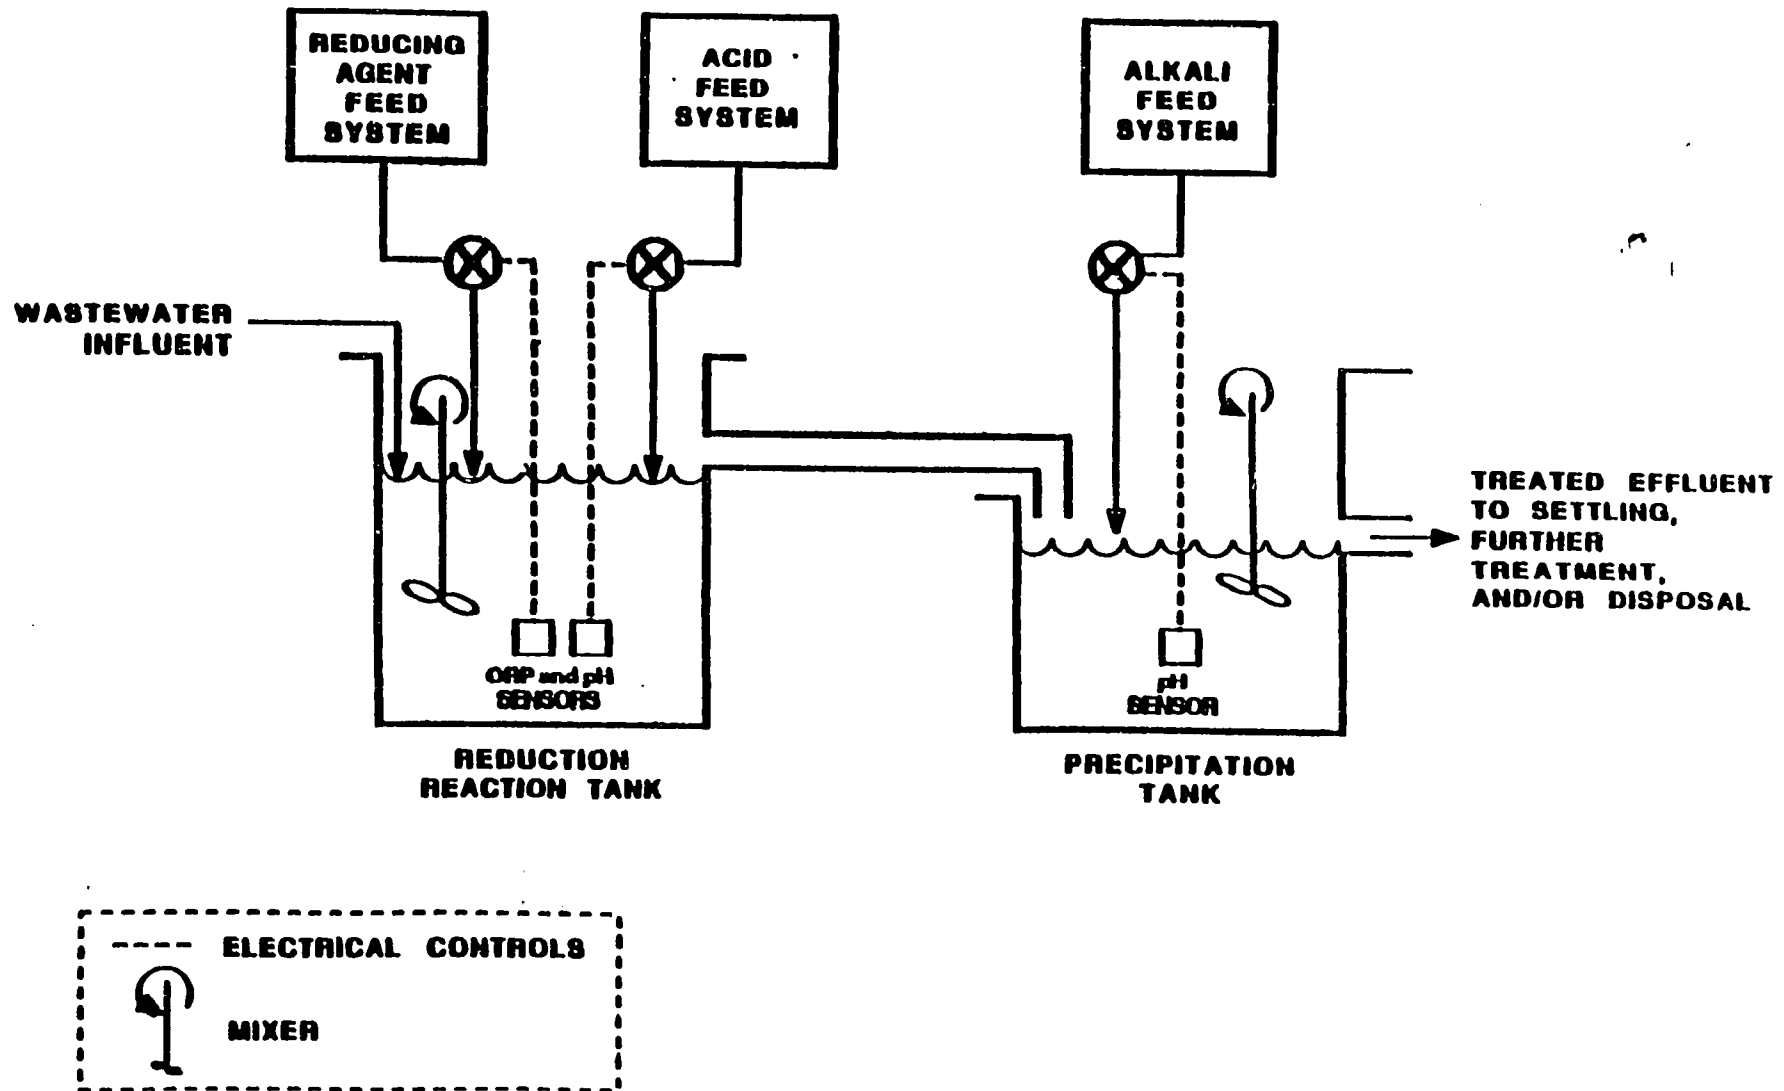 REDUCING
AGENT
FEED
SYSTEM
ACID
FEED
SYSTEM
ALKALI
FEED
SYSTEM
WASTEWATER
INFLUENT
TREATED EFFLUENT
TO SETTLING,
FURTHER
TREATMENT,
AND/OR DISPOSAL
ORP and pH
SENSORS
pH
SENSOR
REDUCTION
REACTION TANK
PRECIPITATION
TANK
ELECTRICAL CONTROLS
MIXER